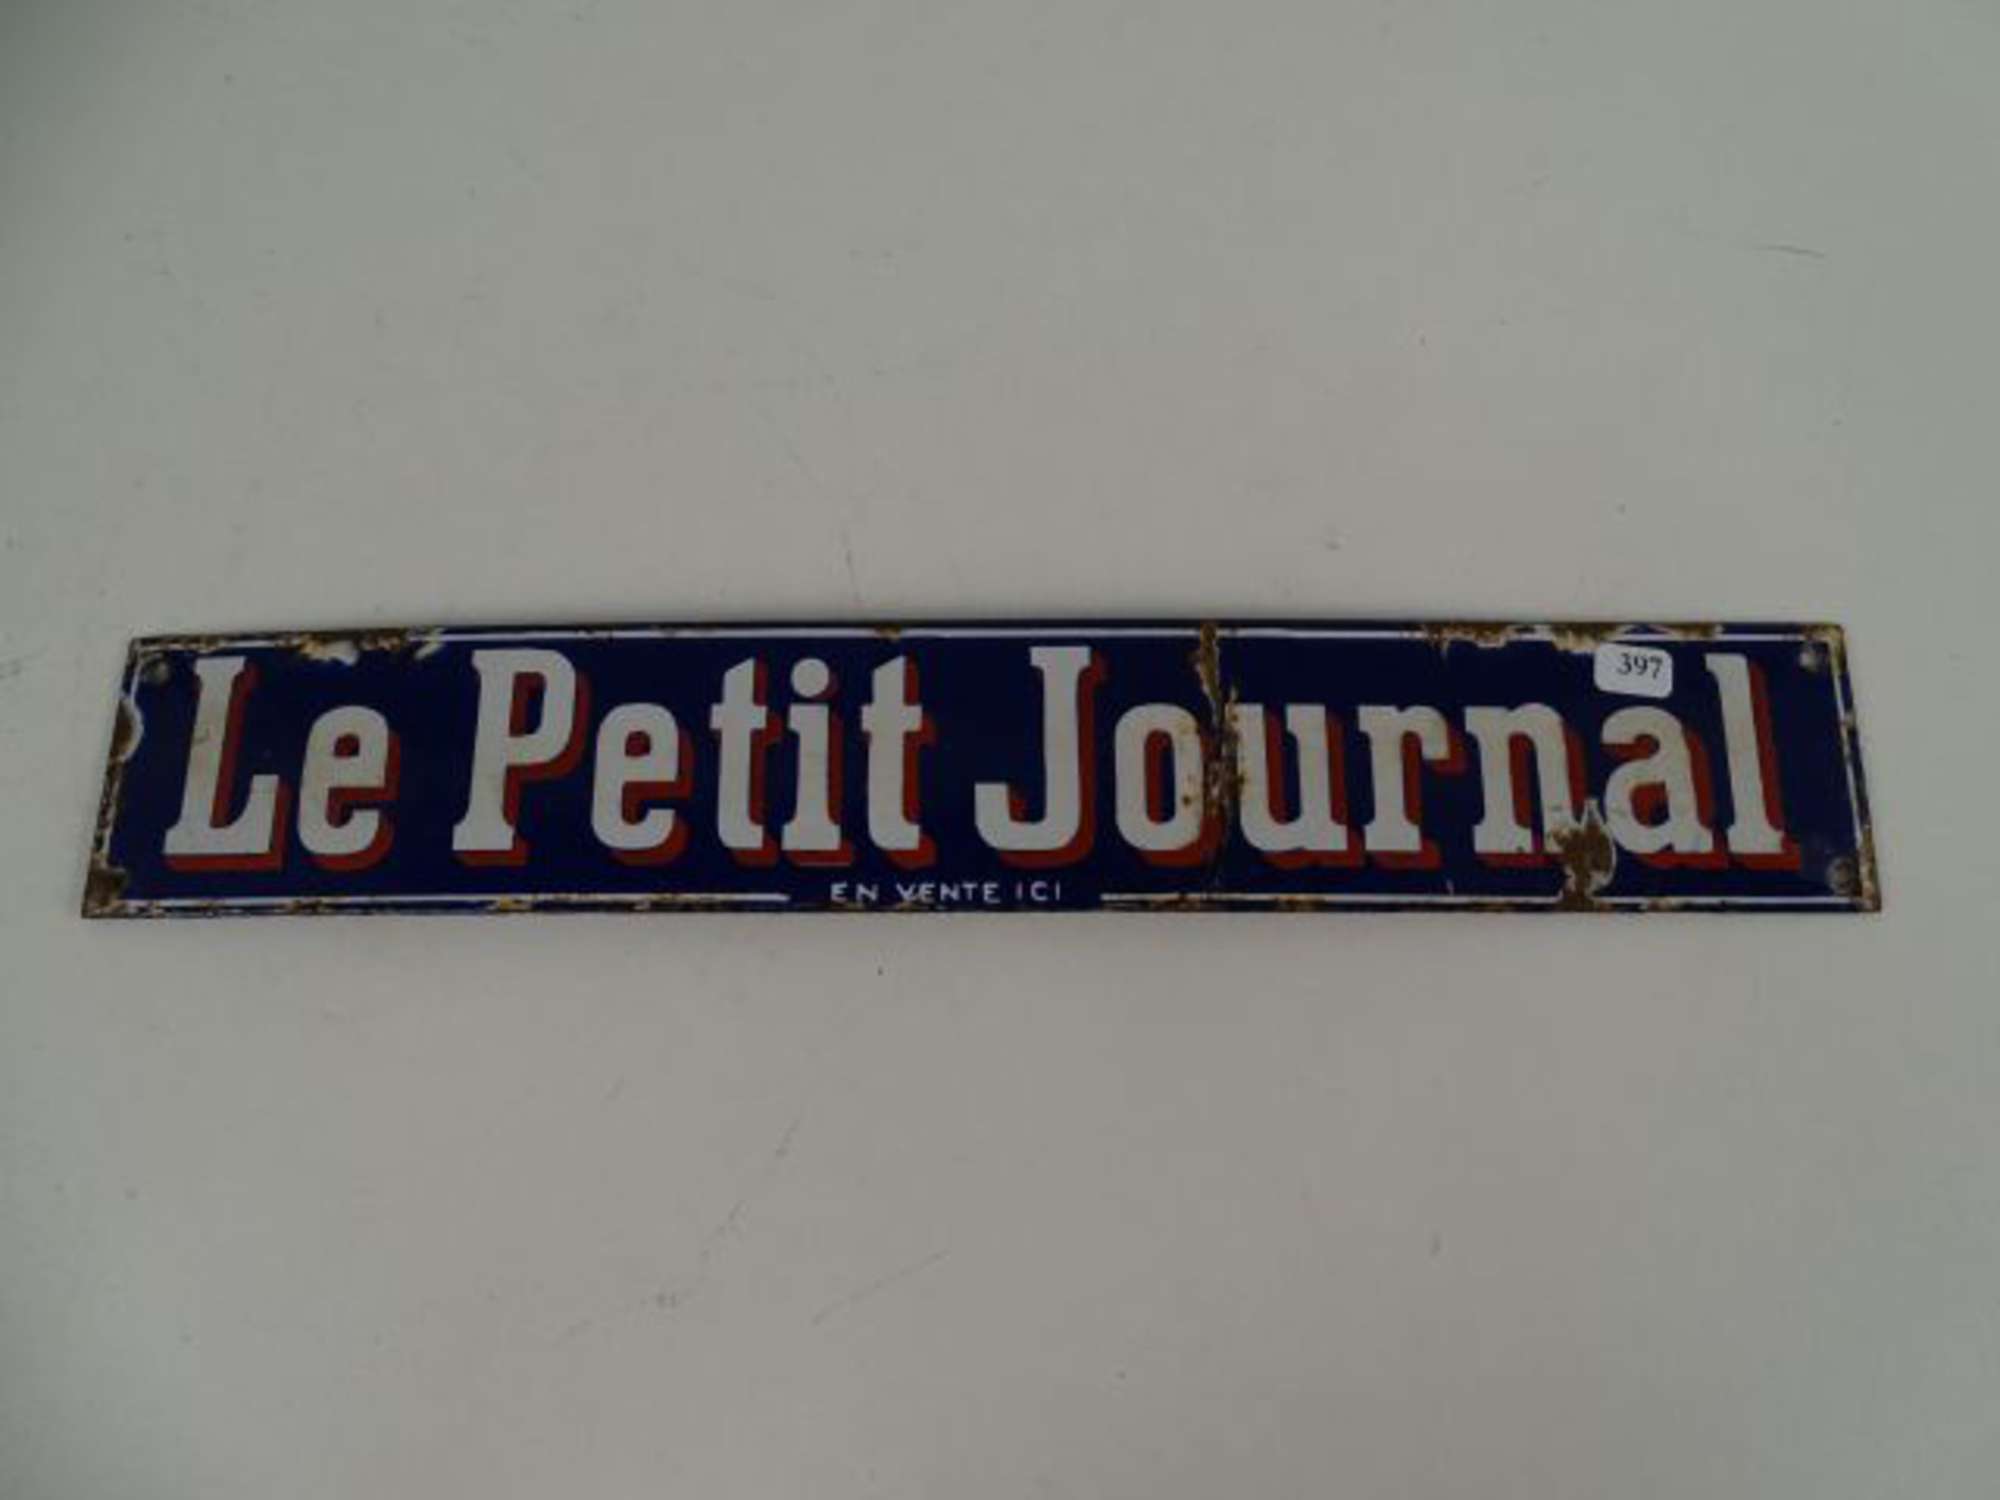 Le Petit Journal
397
EN VENTE ICI